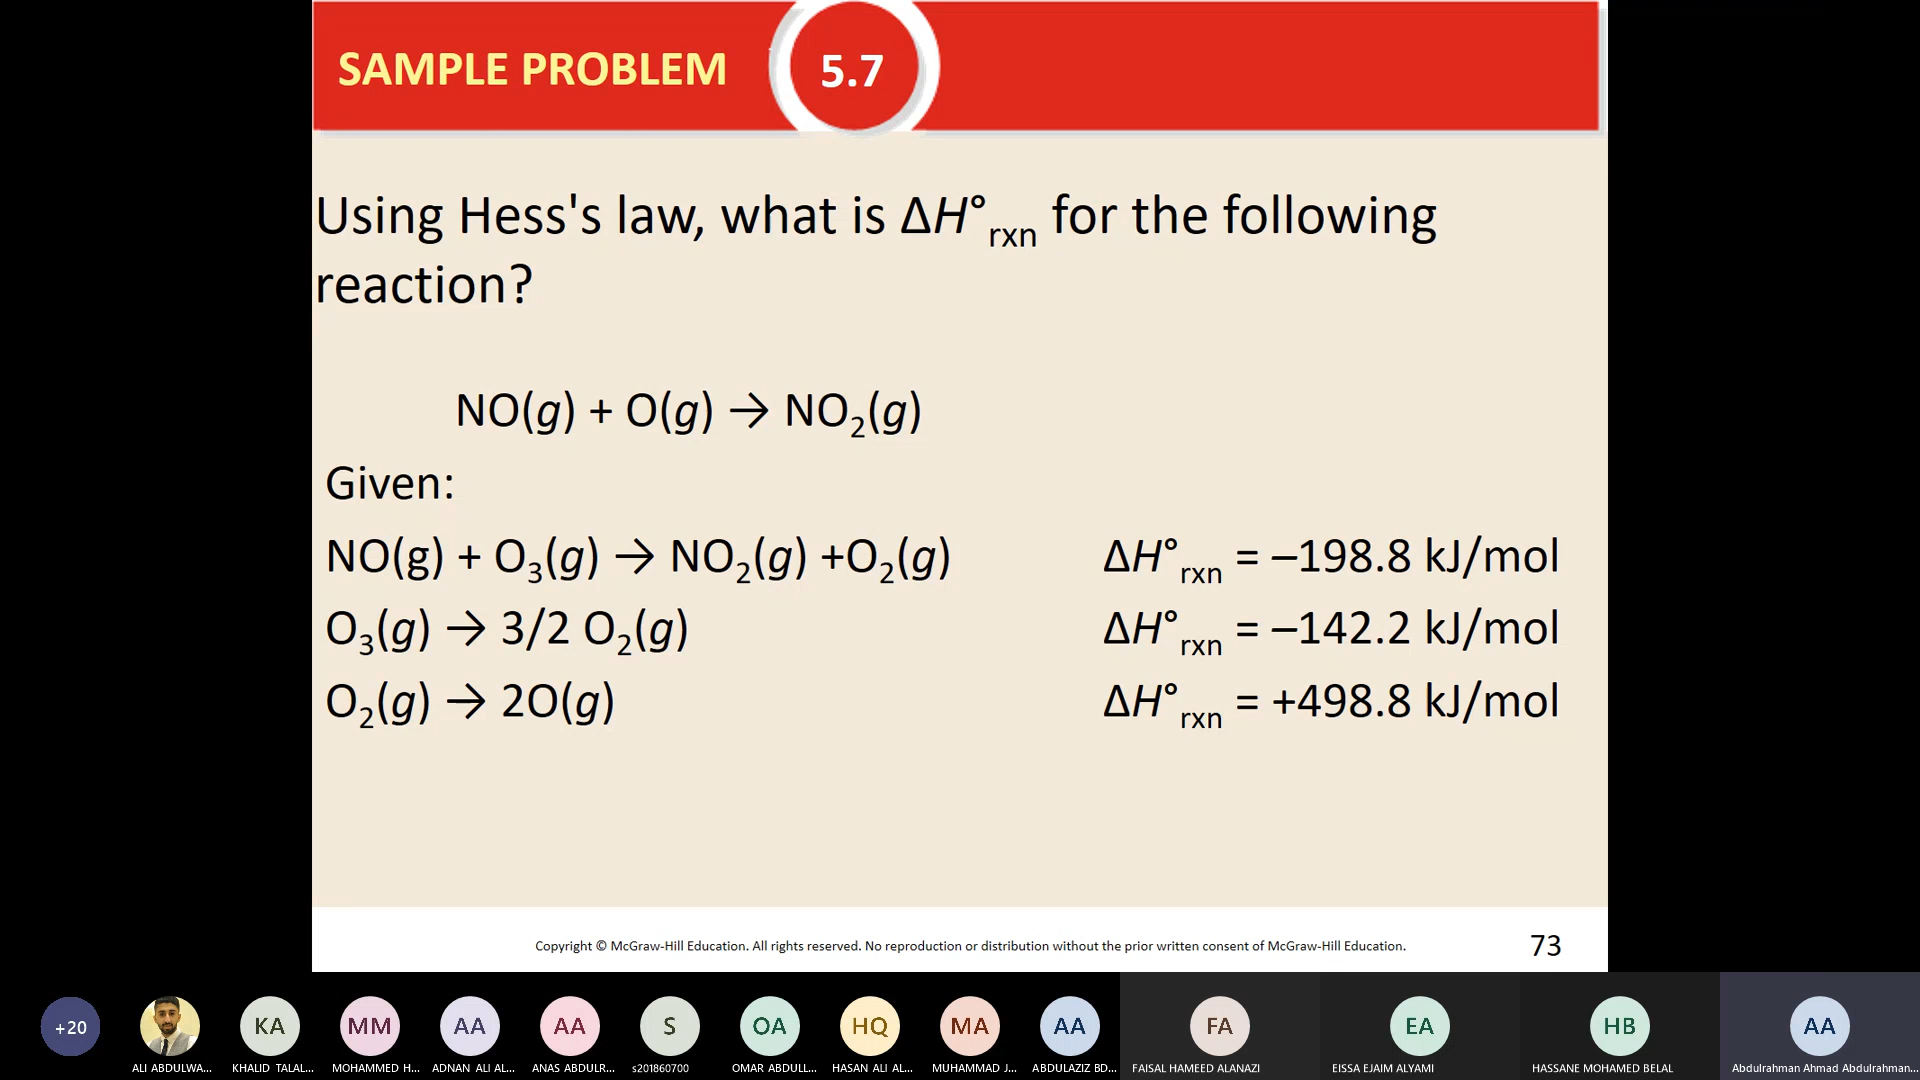 SAMPLE PROBLEM 5.7
Using Hess's law, what is ΔH°rxn for the following
reaction?
NO(g) + O(g) → NO2(g)
Given:
NO(g) + O3(g) → NO2(g) +O2(g) ΔH°rxn = –198.8 kJ/mol
O3(g) → 3/2 O2(g) ΔH°rxn = –142.2 kJ/mol
O2(g) → 2O(g) ΔH°rxn = +498.8 kJ/mol
Copyright © McGraw-Hill Education. All rights reserved. No reproduction or distribution without the prior written consent of McGraw-Hill Education. 73
+20 KA MM AA AA S OA HQ MA AA FA EA HB AA
ALI ABDULWA... KHALID TALAL... MOHAMMED H... ADNAN ALI AL... ANAS ABDULR... s201860700 OMAR ABDULL... HASAN ALI AL... MUHAMMAD J... ABDULAZIZ BD... FAISAL HAMEED ALANAZI EISSA EJAIM ALYAMI HASSANE MOHAMED BELAL Abdulrahman Ahmad Abdulrahman...